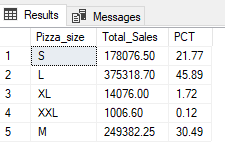 Results Messages
Pizza_size Total_Sales PCT
1 S 178076.50 21.77
2 L 375318.70 45.89
3 XL 14076.00 1.72
4 XXL 1006.60 0.12
5 M 249382.25 30.49